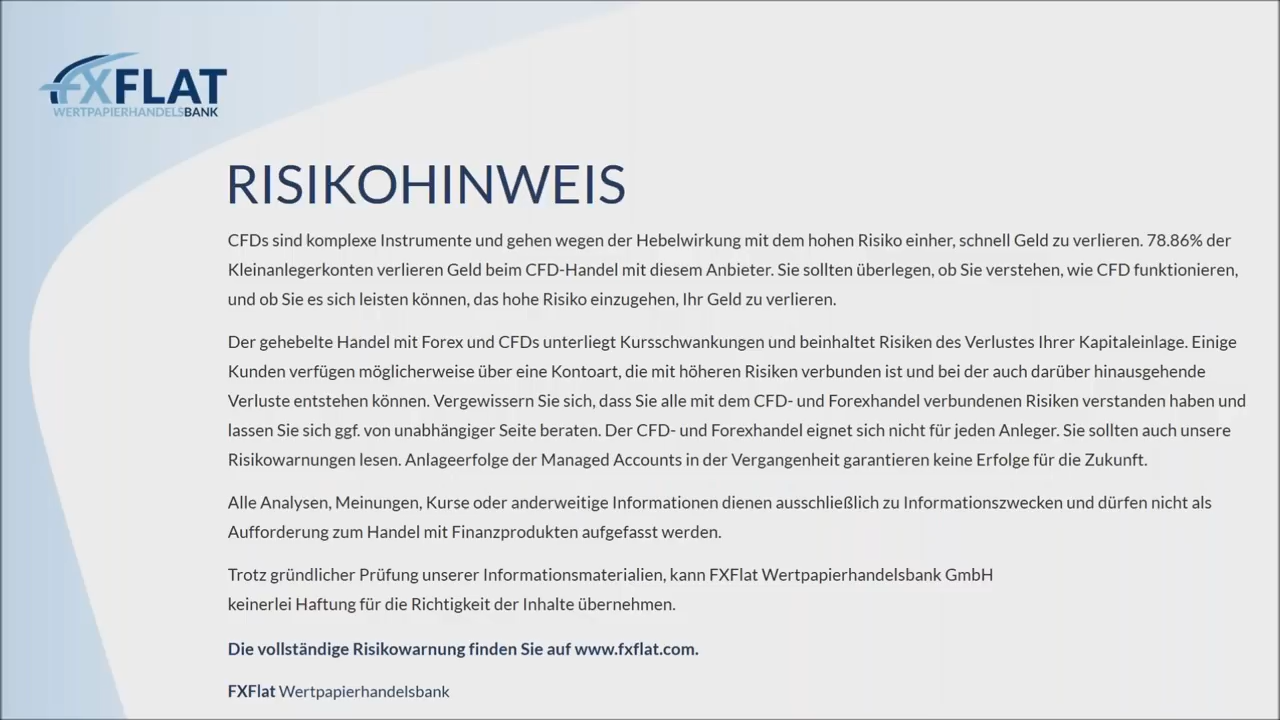 FXFLAT
WERTPAPIERHANDELSBANK
RISIKOHINWEIS
CFDs sind komplexe Instrumente und gehen wegen der Hebelwirkung mit dem hohen Risiko einher, schnell Geld zu verlieren. 78.86% der
Kleinanlegerkonten verlieren Geld beim CFD-Handel mit diesem Anbieter. Sie sollten überlegen, ob Sie verstehen, wie CFD funktionieren,
und ob Sie es sich leisten können, das hohe Risiko einzugehen, Ihr Geld zu verlieren.
Der gehebelte Handel mit Forex und CFDs unterliegt Kursschwankungen und beinhaltet Risiken des Verlustes Ihrer Kapitaleinlage. Einige
Kunden verfügen möglicherweise über eine Kontoart, die mit höheren Risiken verbunden ist und bei der auch darüber hinausgehende
Verluste entstehen können. Vergewissern Sie sich, dass Sie alle mit dem CFD- und Forexhandel verbundenen Risiken verstanden haben und
lassen Sie sich ggf. von unabhängiger Seite beraten. Der CFD- und Forexhandel eignet sich nicht für jeden Anleger. Sie sollten auch unsere
Risikowarnungen lesen. Anlageerfolge der Managed Accounts in der Vergangenheit garantieren keine Erfolge für die Zukunft.
Alle Analysen, Meinungen, Kurse oder anderweitige Informationen dienen ausschließlich zu Informationszwecken und dürfen nicht als
Aufforderung zum Handel mit Finanzprodukten aufgefasst werden.
Trotz gründlicher Prüfung unserer Informationsmaterialien, kann FXFlat Wertpapierhandelsbank GmbH
keinerlei Haftung für die Richtigkeit der Inhalte übernehmen.
Die vollständige Risikowarnung finden Sie auf www.fxflat.com.
FXFlat Wertpapierhandelsbank